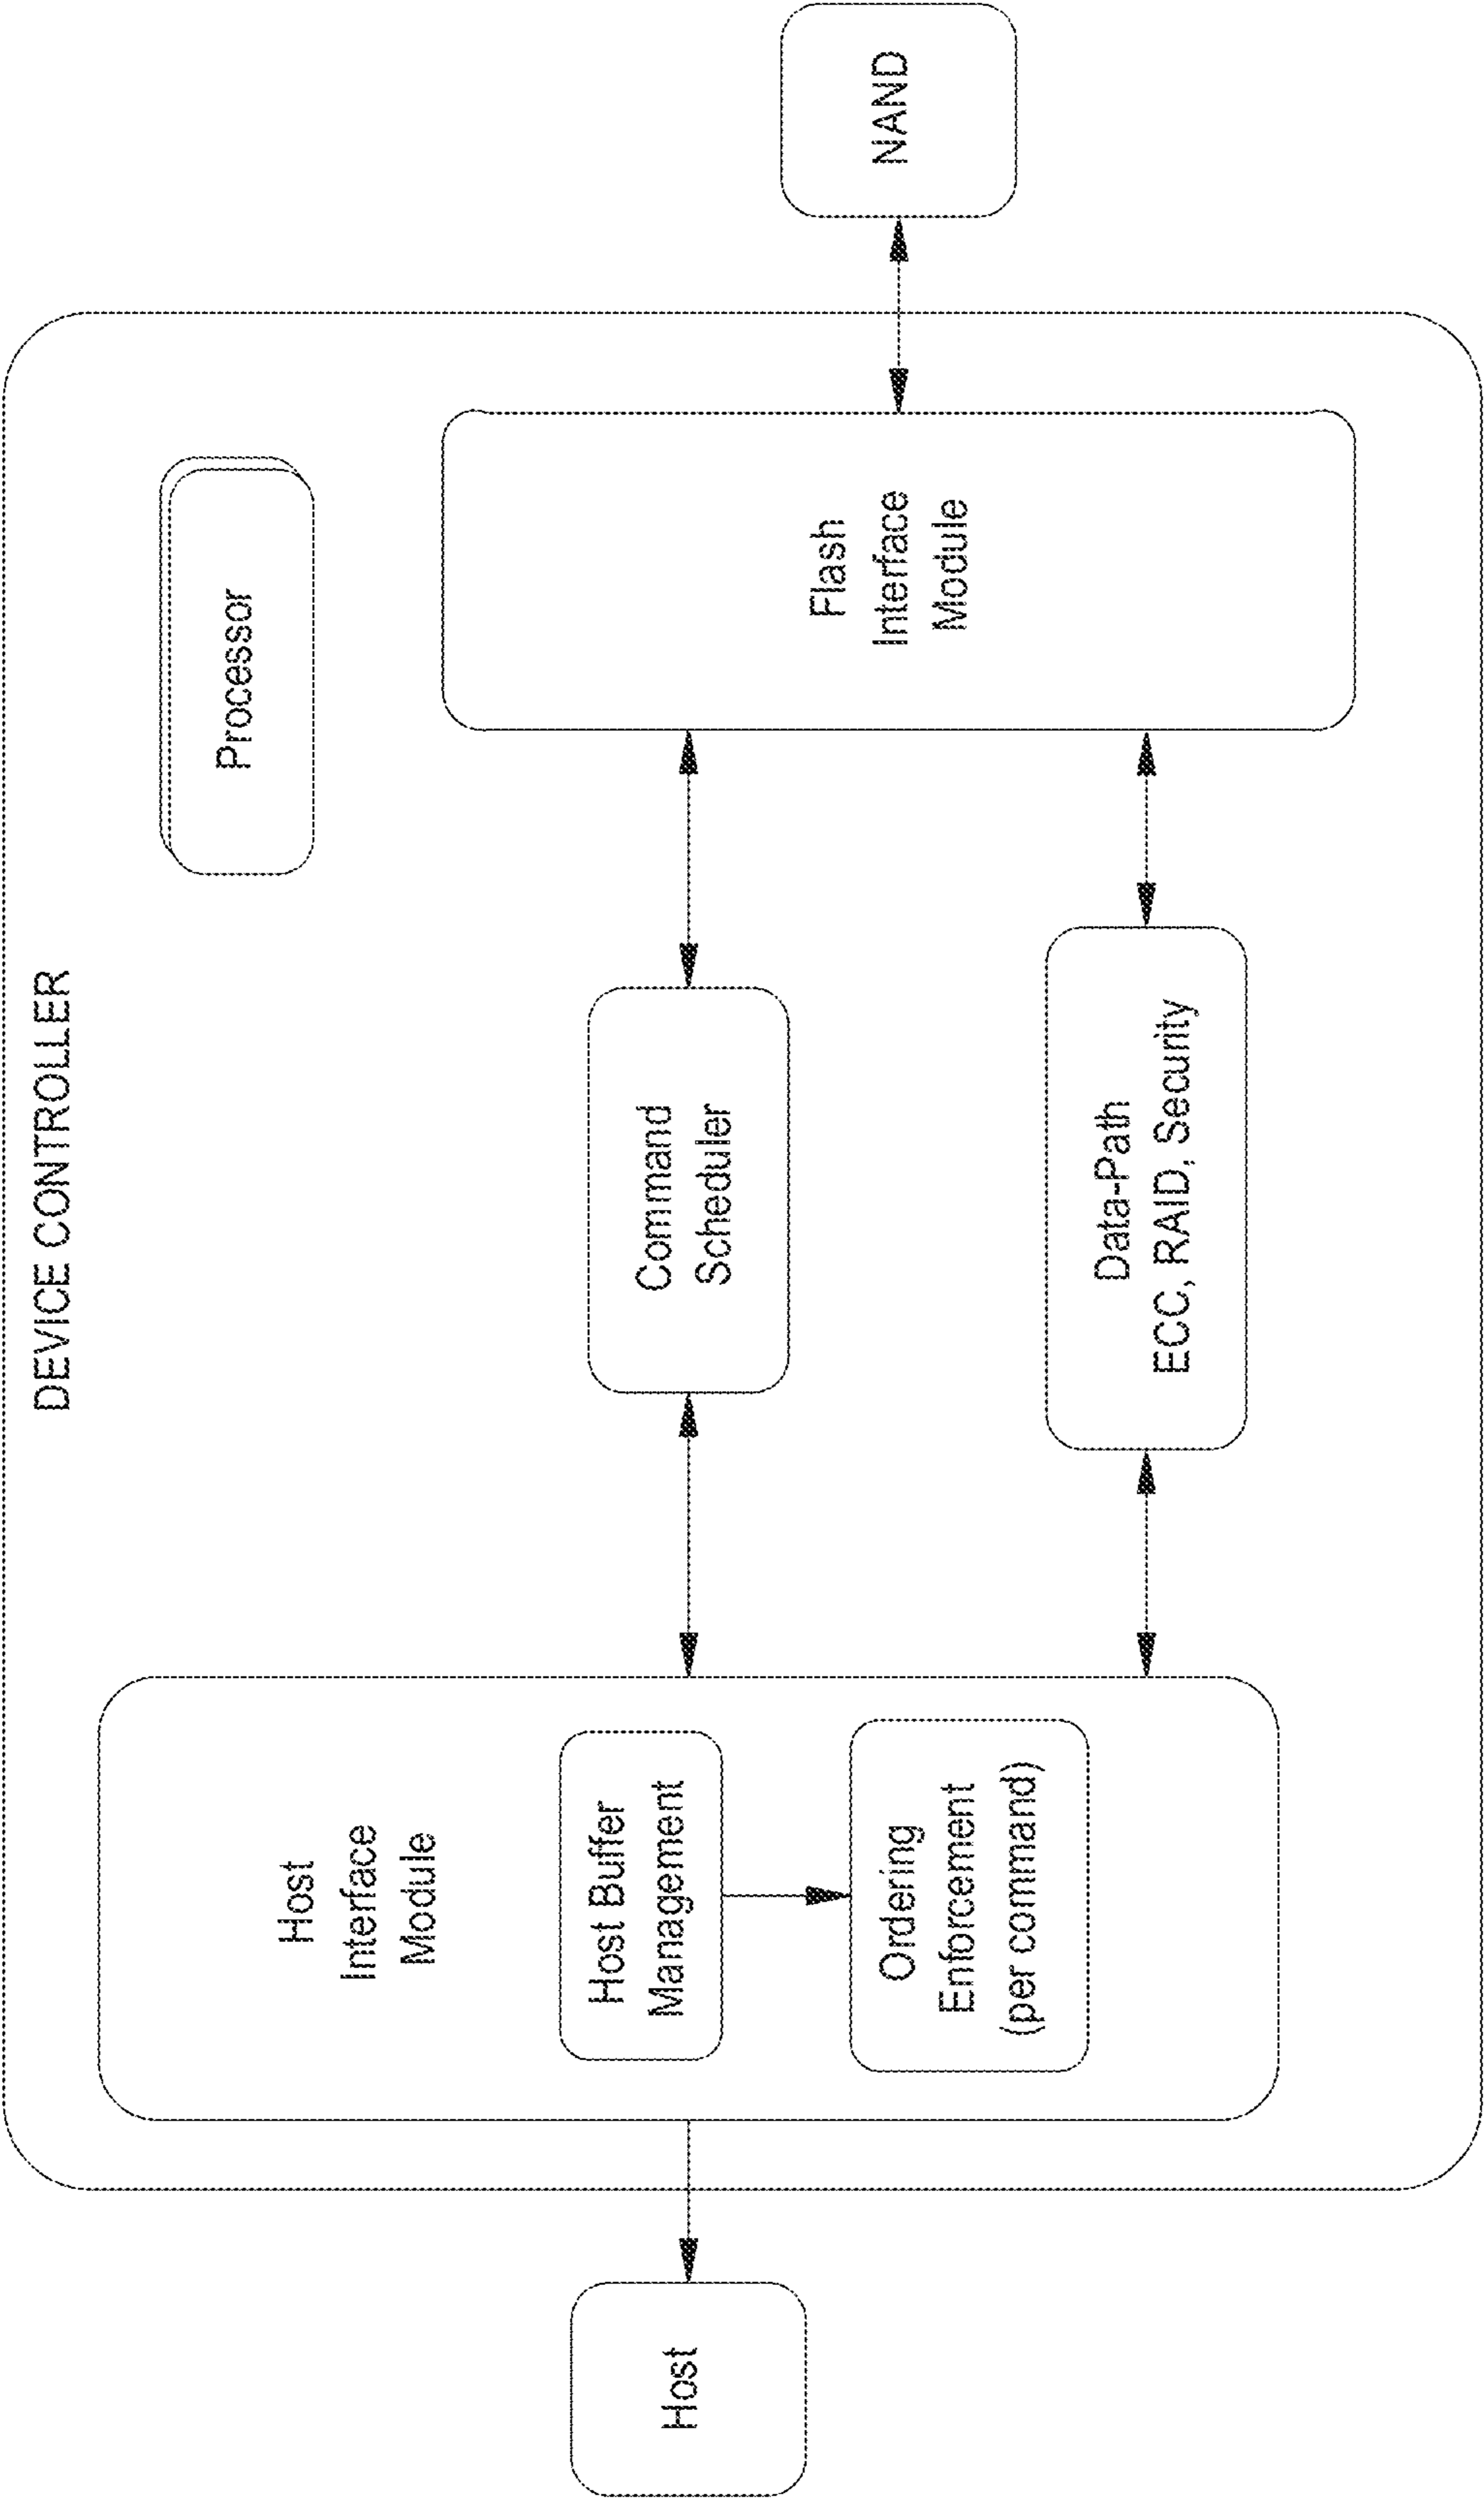 DEVICE CONTROLLER
Host
Host
Interface
Module
Host Buffer
Management
Ordering
Enforcement
(per command)
Command
Scheduler
Data-Path
ECC, RAID, Security
Processor
Flash
Interface
Module
NAND